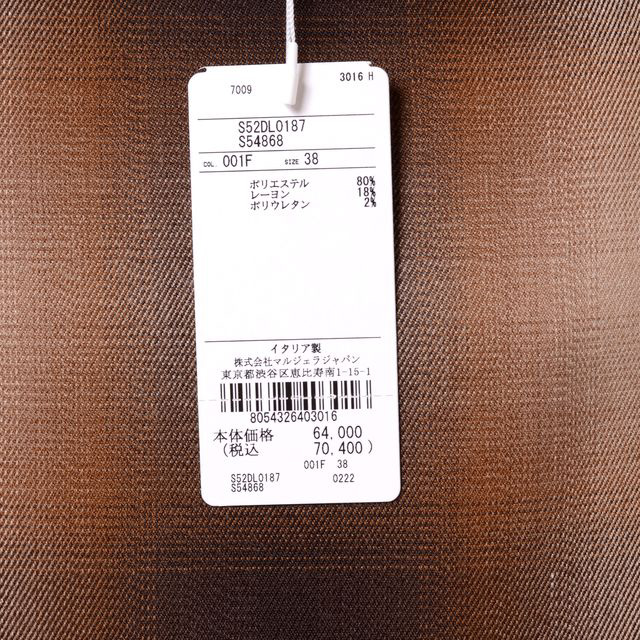 3016 H
7009
S52DL0187
S54868
COL. 001F SIZE 38
ポリエステル 80%
レーヨン 18%
ポリウレタン 2%
イタリア製
株式会社マルジェラジャパン
東京都渋谷区恵比寿南1-15-1
8054326403016
本体価格 64,000
(税込 70,400 )
001F 38
S52DL0187 0222
S54868